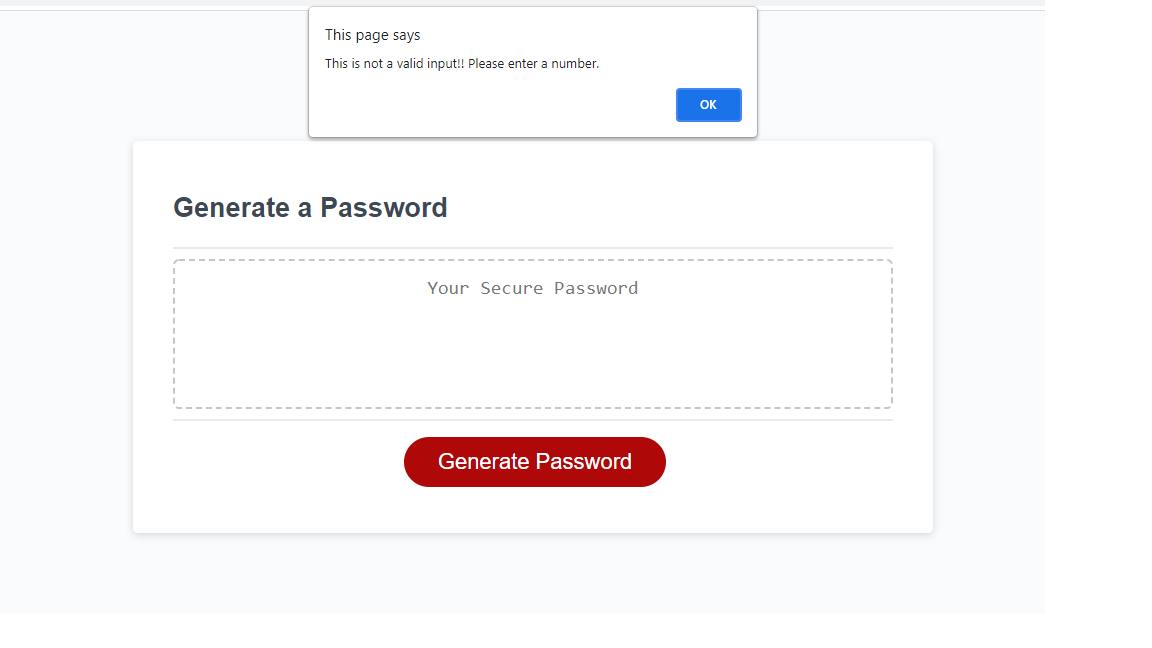 This page says
This is not a valid input!! Please enter a number.
OK
Generate a Password
Your Secure Password
Generate Password